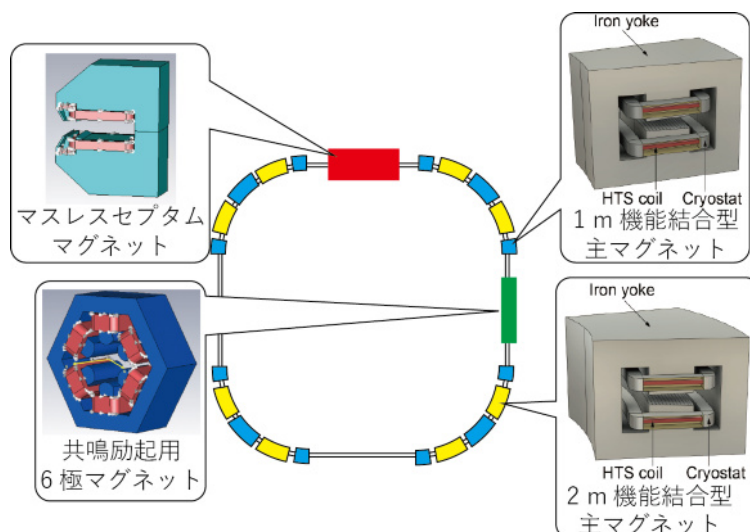 マスレスセプタム
マグネット
共鳴励起用
6極マグネット
Iron yoke
HTS coil Cryostat
1 m 機能結合型
主マグネット
Iron yoke
HTS coil Cryostat
2 m 機能結合型
主マグネット